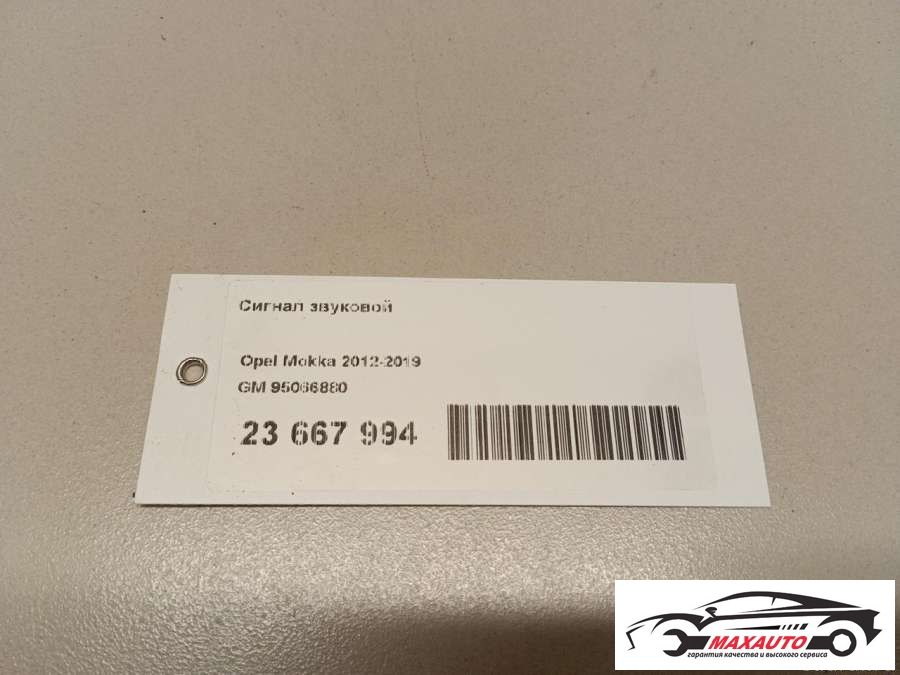 Сигнал звуковой
Opel Mokka 2012-2019
GM 95066880
23 667 994
MAXAUTO
гарантия качества и высокого сервиса